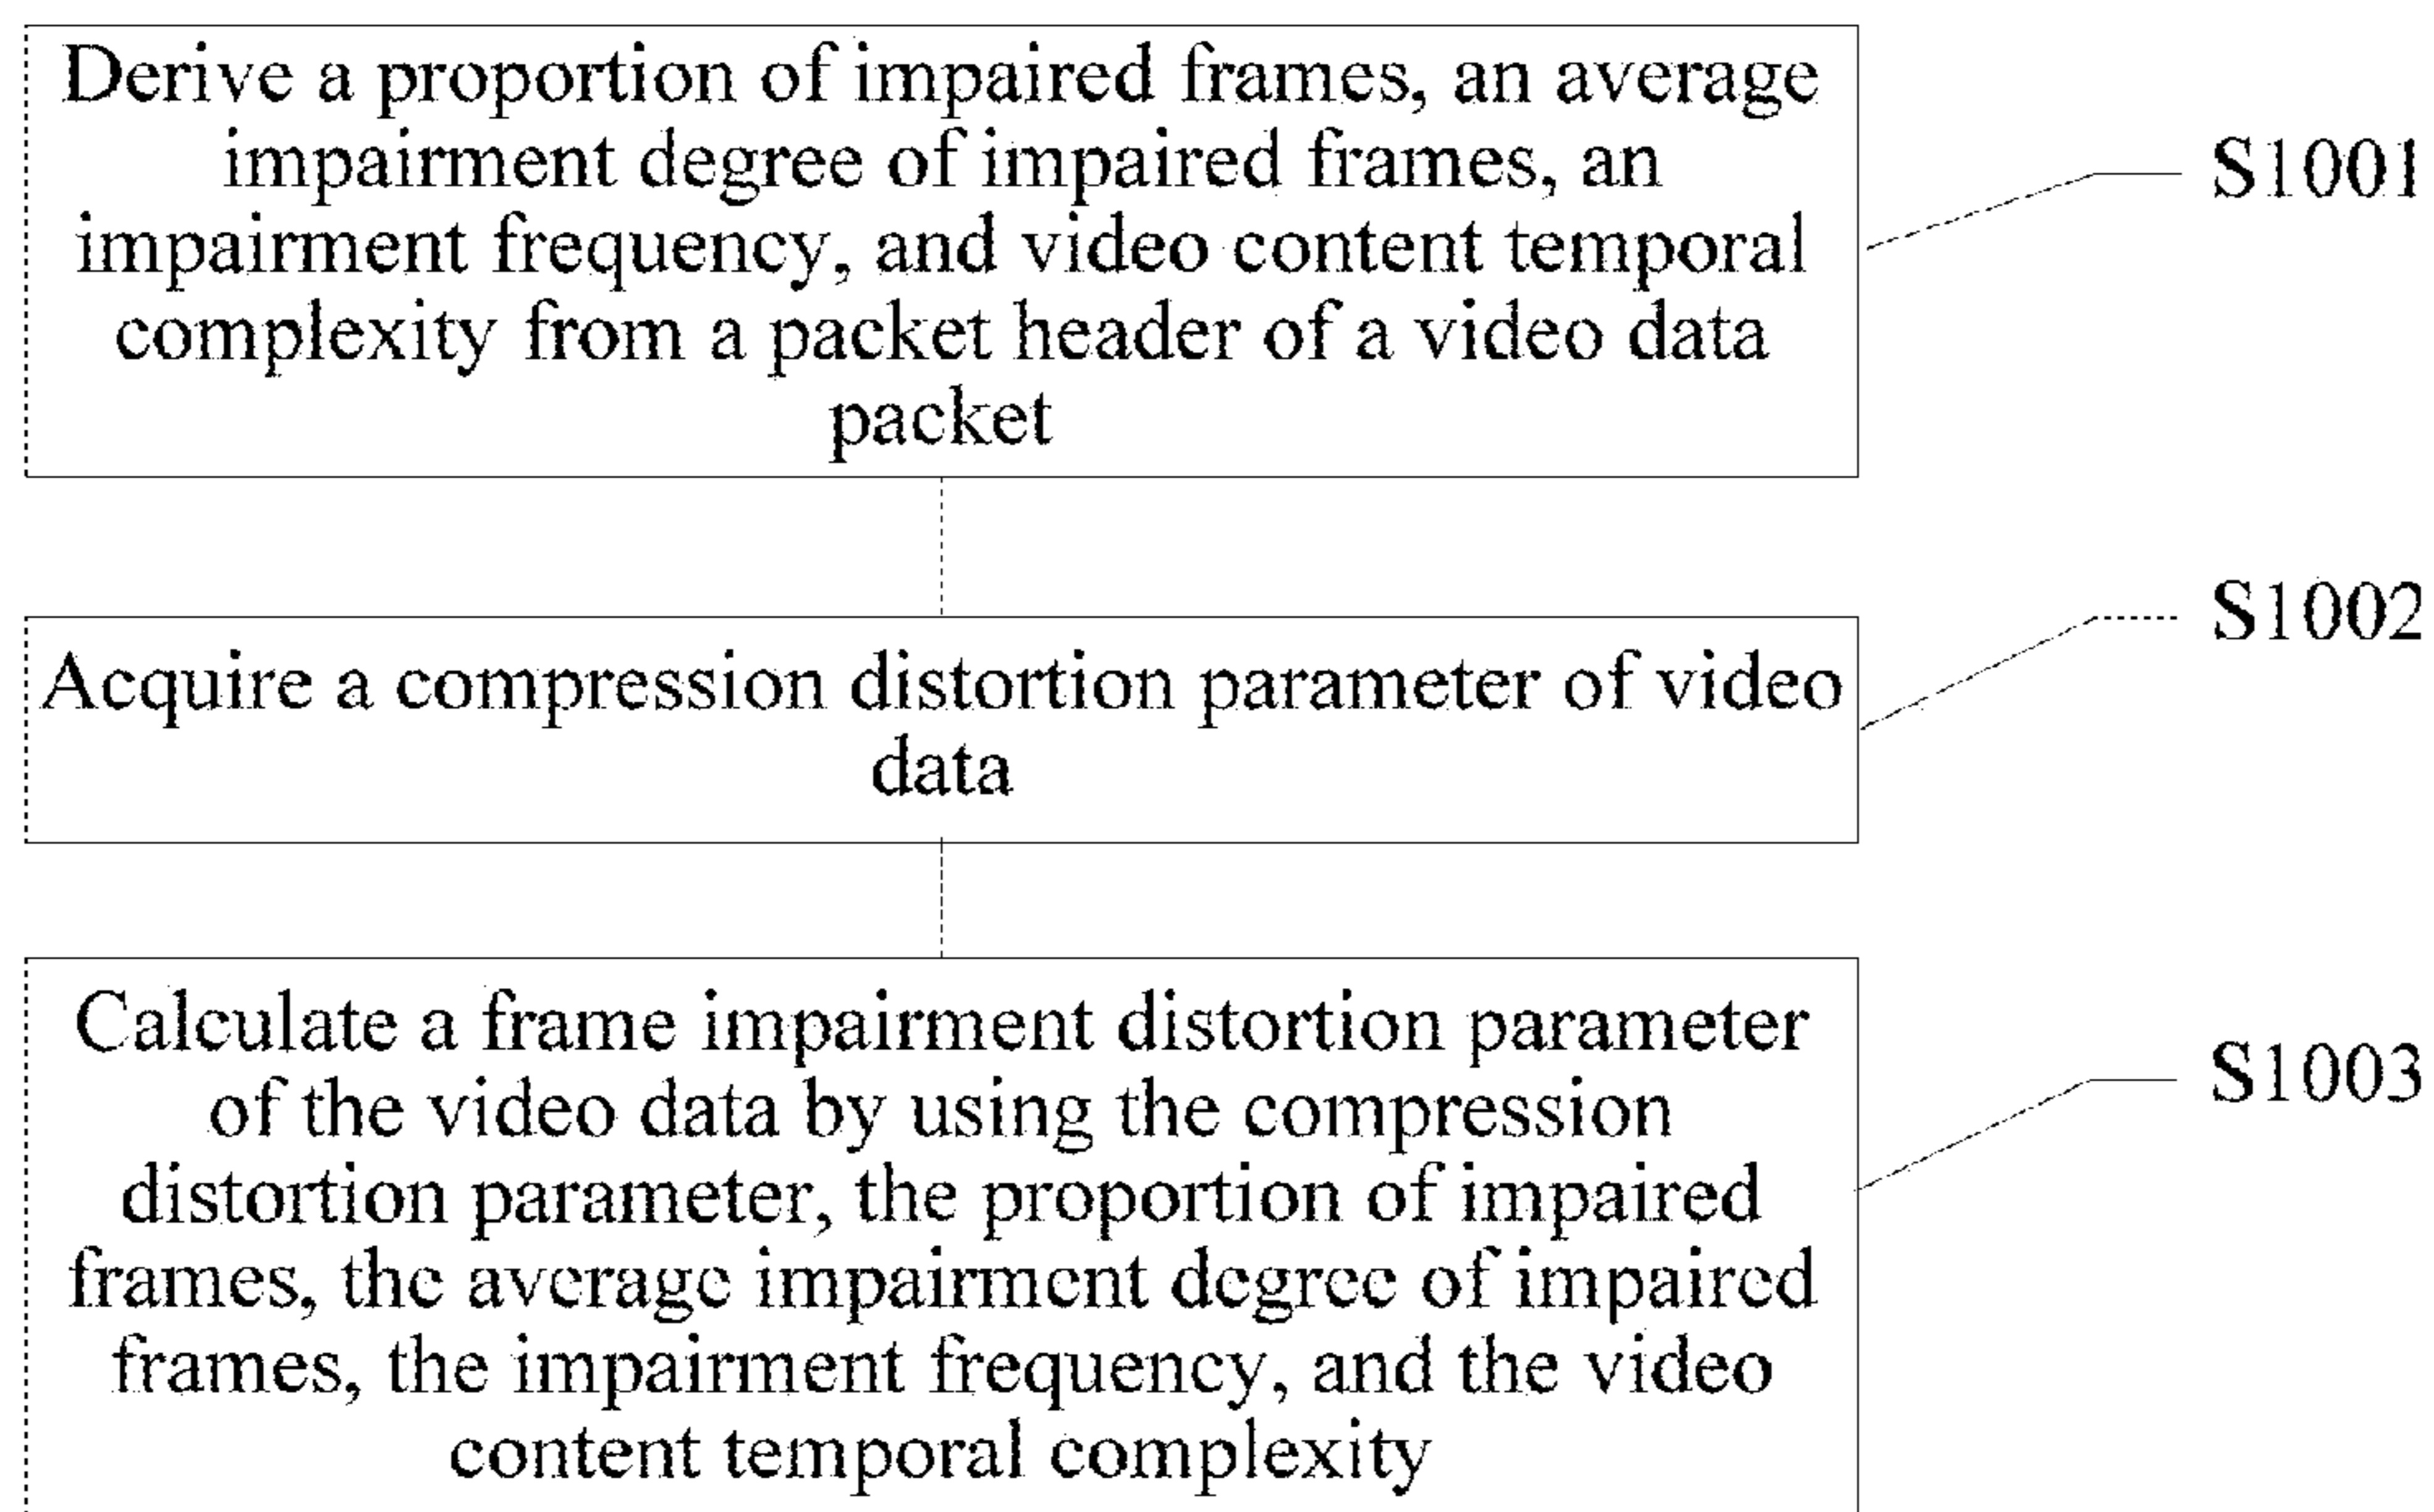 Derive a proportion of impaired frames, an average
impairment degree of impaired frames, an
impairment frequency, and video content temporal
complexity from a packet header of a video data
packet
S1001
Acquire a compression distortion parameter of video
data
S1002
Calculate a frame impairment distortion parameter
of the video data by using the compression
distortion parameter, the proportion of impaired
frames, the average impairment degree of impaired
frames, the impairment frequency, and the video
content temporal complexity
S1003